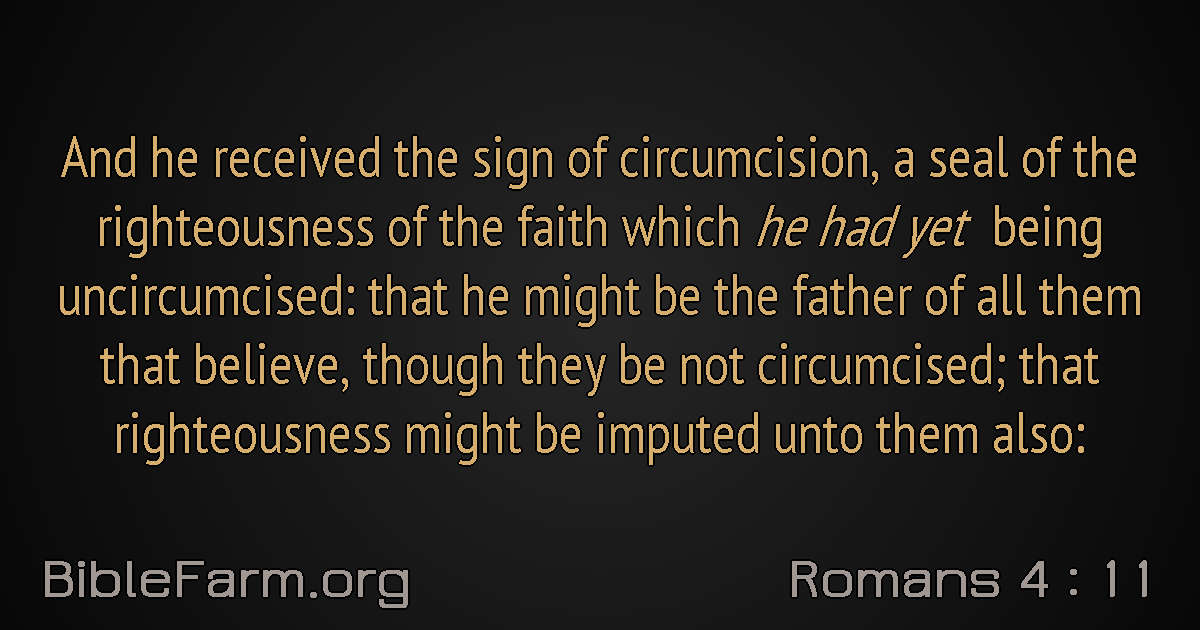 And he received the sign of circumcision, a seal of the
righteousness of the faith which he had yet being
uncircumcised: that he might be the father of all them
that believe, though they be not circumcised; that
righteousness might be imputed unto them also:
BibleFarm.org
Romans 4 : 11